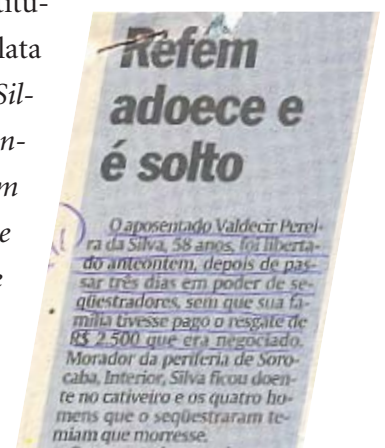 titu-
lata
Sil-
n-
m
e
e
Refém
adoece e
é solto
O aposentado Valdecir Perei-
ra da Silva, 58 anos, foi liberta-
do anteontem, depois de pas-
sar três dias em poder de se-
qüestradores, sem que sua fa-
mília tivesse pago o resgate de
R$ 2.500 que era negociado.
Morador da periferia de Soro-
caba, Interior, Silva ficou doen-
te no cativeiro e os quatro ho-
mens que o seqüestraram te-
miam que morresse.